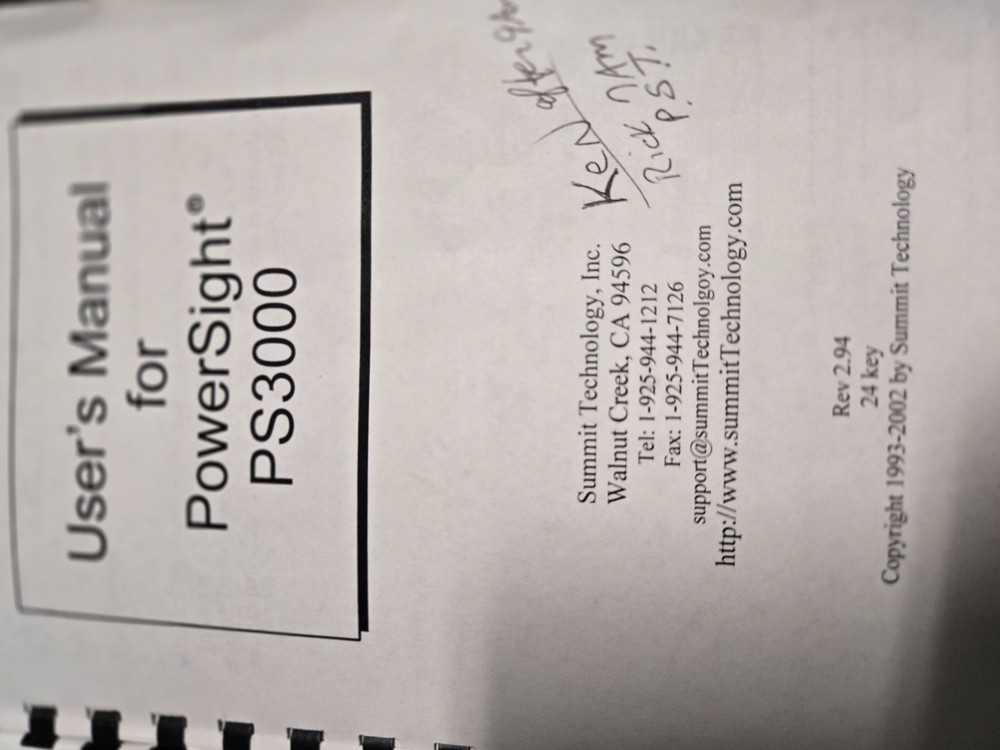 User's Manual
for
PowerSight®
PS3000
Ken after
Rick 7Am
P.S.T.
Summit Technology, Inc.
Walnut Creek, CA 94596
Tel: 1-925-944-1212
Fax: 1-925-944-7126
support@summitTechnolgoy.com
http://www.summitTechnology.com
Rev 2.94
24 key
Copyright 1993-2002 by Summit Technology